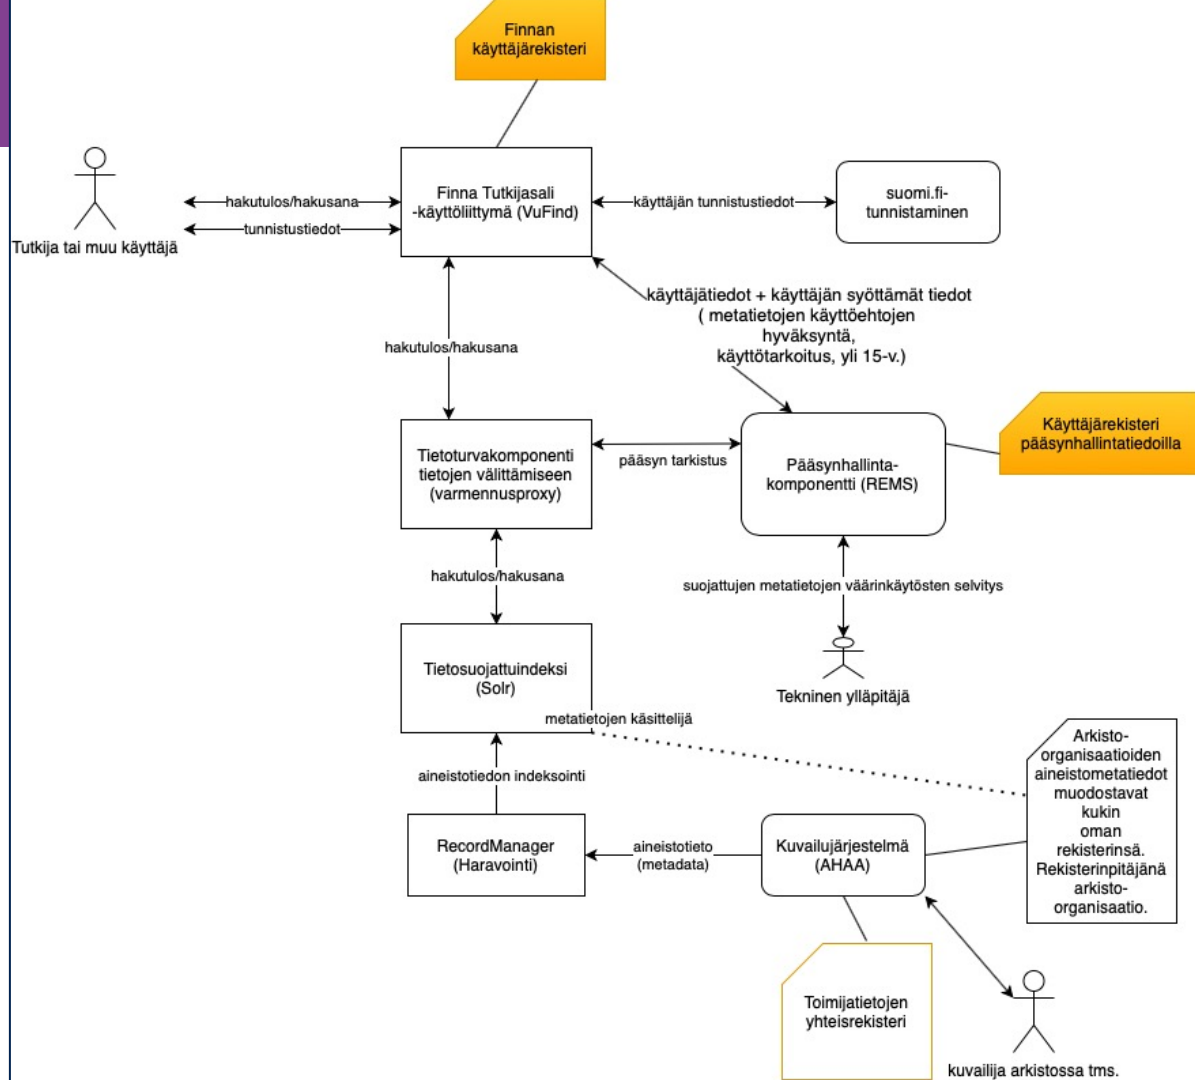 Finnan
käyttäjärekisteri
Finna Tutkijasali
-käyttöliittymä (VuFind)
suomi.fi-
tunnistaminen
hakutulos/hakusana
käyttäjän tunnistustiedot
tunnistustiedot
Tutkija tai muu käyttäjä
käyttäjätiedot + käyttäjän syöttämät tiedot
( metatietojen käyttöehtojen
hyväksyntä,
käyttötarkoitus, yli 15-v.)
hakutulos/hakusana
Käyttäjärekisteri
pääsynhallintatiedoilla
Tietoturvakomponenti
tietojen välittämiseen
(varmennusproxy)
pääsyn tarkistus
Pääsynhallinta-
komponentti (REMS)
hakutulos/hakusana
suojattujen metatietojen väärinkäytösten selvitys
Tekninen ylläpitäjä
Tietosuojattuindeksi
(Solr)
metatietojen käsittelijä
aineistotiedon indeksointi
Arkisto-
organisaatioiden
aineistometatiedot
muodostavat
kukin
oman
rekisterinsä.
Rekisterinpitäjänä
arkisto-
organisaatio.
RecordManager
(Haravointi)
aineistotieto
(metadata)
Kuvailujärjestelmä
(AHAA)
Toimijatietojen
yhteisrekisteri
kuvailija arkistossa tms.